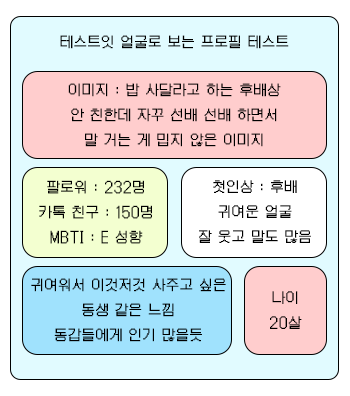 테스트잇 얼굴로 보는 프로필 테스트
이미지 : 밥 사달라고 하는 후배상
안 친한데 자꾸 선배 선배 하면서
말 거는 게 밉지 않은 이미지
팔로워 : 232명
카톡 친구 : 150명
MBTI : E 성향
첫인상 : 후배
귀여운 얼굴
잘 웃고 말도 많음
귀여워서 이것저것 사주고 싶은
동생 같은 느낌
동갑들에게 인기 많을듯
나이
20살